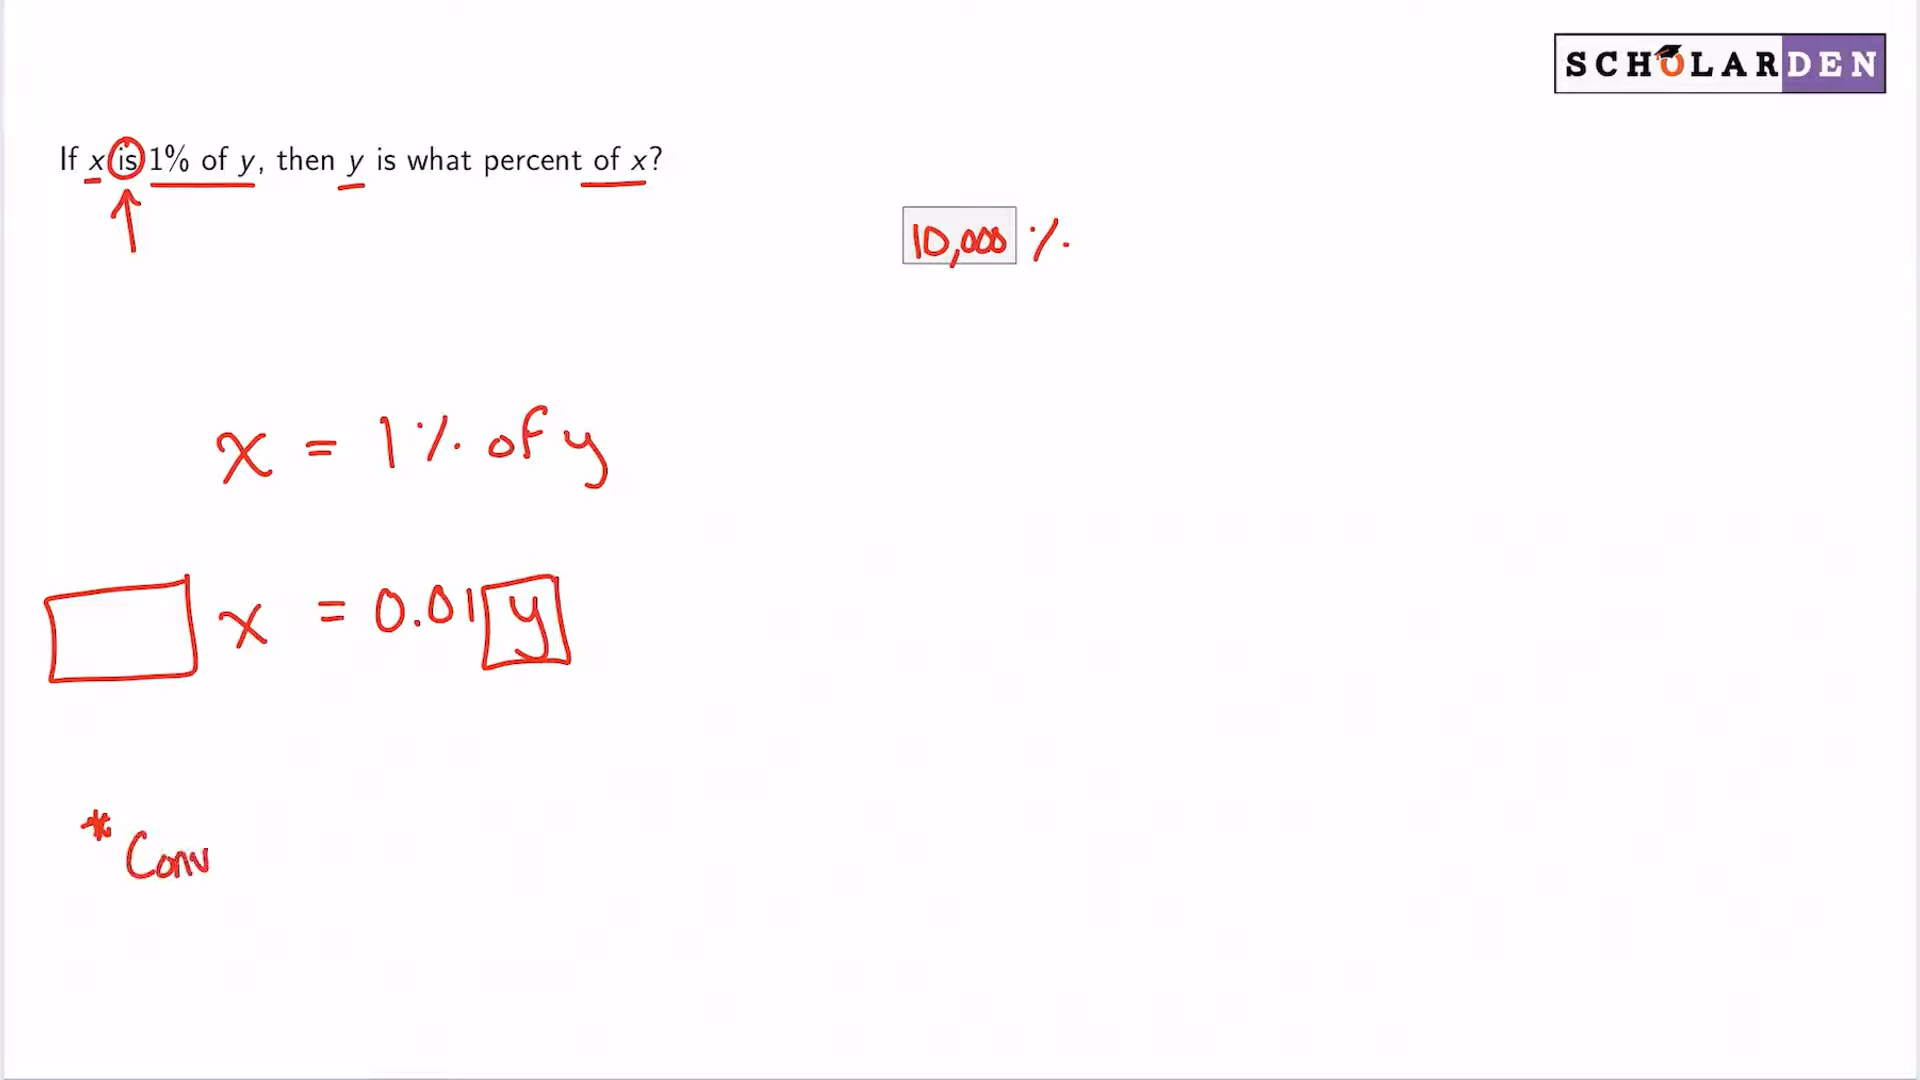 SCHOLARDEN
If x is 1% of y, then y is what percent of x?
10,000 %
x = 1% of y
x = 0.01 y
* Conv